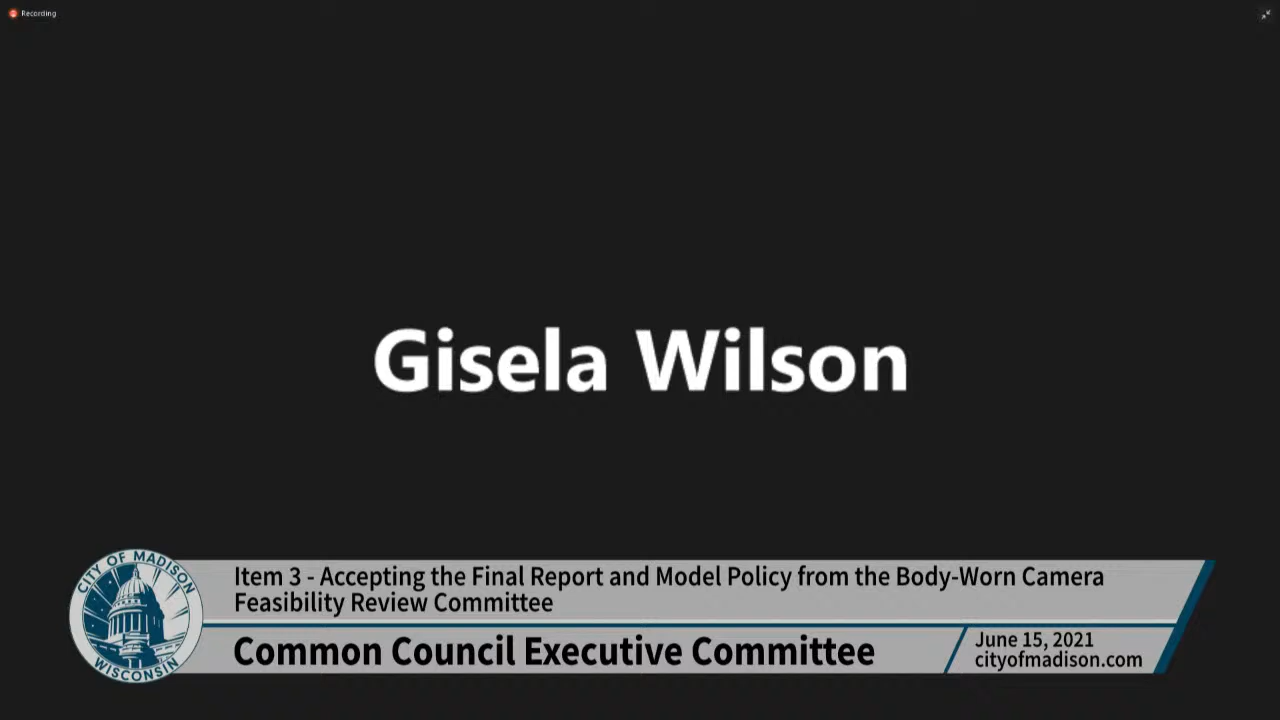 Recording
Gisela Wilson
CITY OF MADISON
WISCONSIN
Item 3 - Accepting the Final Report and Model Policy from the Body-Worn Camera
Feasibility Review Committee
Common Council Executive Committee
June 15, 2021
cityofmadison.com